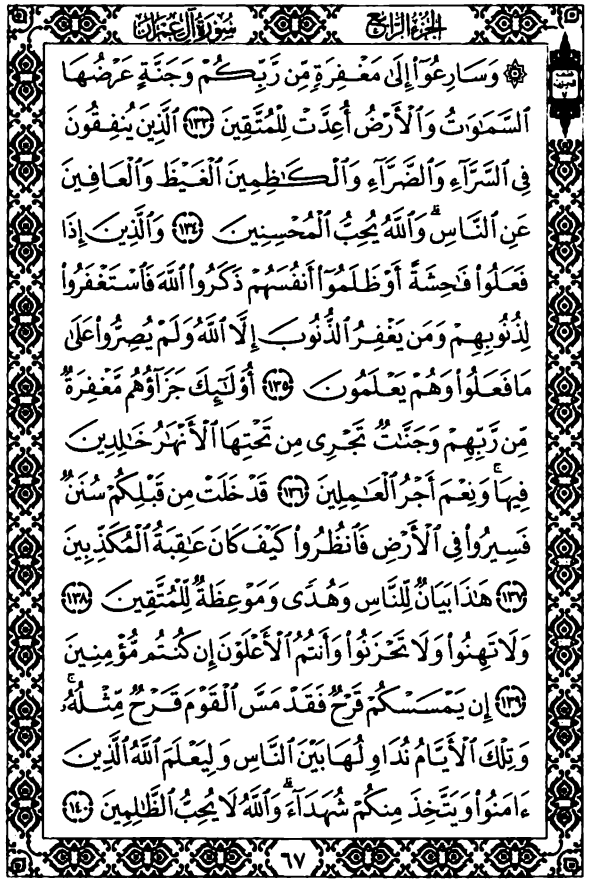 الجزء الرابع سورة آل عمران
۞ وَسَارِعُوٓا۟ إِلَىٰ مَغْفِرَةٍ مِّن رَّبِّكُمْ وَجَنَّةٍ عَرْضُهَا
ٱلسَّمَٰوَٰتُ وَٱلْأَرْضُ أُعِدَّتْ لِلْمُتَّقِينَ ١٣٣ ٱلَّذِينَ يُنفِقُونَ
فِى ٱلسَّرَّآءِ وَٱلضَّرَّآءِ وَٱلْكَٰظِمِينَ ٱلْغَيْظَ وَٱلْعَافِينَ
عَنِ ٱلنَّاسِ ۗ وَٱللَّهُ يُحِبُّ ٱلْمُحْسِنِينَ ١٣٤ وَٱلَّذِينَ إِذَا
فَعَلُوا۟ فَٰحِشَةً أَوْ ظَلَمُوٓا۟ أَنفُسَهُمْ ذَكَرُوا۟ ٱللَّهَ فَٱسْتَغْفَرُوا۟
لِذُنُوبِهِمْ وَمَن يَغْفِرُ ٱلذُّنُوبَ إِلَّا ٱللَّهُ وَلَمْ يُصِرُّوا۟ عَلَىٰ
مَا فَعَلُوا۟ وَهُمْ يَعْلَمُونَ ١٣٥ أُو۟لَٰٓئِكَ جَزَآؤُهُم مَّغْفِرَةٌ
مِّن رَّبِّهِمْ وَجَنَّٰتٌ تَجْرِى مِن تَحْتِهَا ٱلْأَنْهَٰرُ خَٰلِدِينَ
فِيهَا ۚ وَنِعْمَ أَجْرُ ٱلْعَٰمِلِينَ ١٣٦ قَدْ خَلَتْ مِن قَبْلِكُمْ سُنَنٌ
فَسِيرُوا۟ فِى ٱلْأَرْضِ فَٱنظُرُوا۟ كَيْفَ كَانَ عَٰقِبَةُ ٱلْمُكَذِّبِينَ
١٣٧ هَٰذَا بَيَانٌ لِّلنَّاسِ وَهُدًى وَمَوْعِظَةٌ لِّلْمُتَّقِينَ ١٣٨
وَلَا تَهِنُوا۟ وَلَا تَحْزَنُوا۟ وَأَنتُمُ ٱلْأَعْلَوْنَ إِن كُنتُم مُّؤْمِنِينَ
١٣٩ إِن يَمْسَسْكُمْ قَرْحٌ فَقَدْ مَسَّ ٱلْقَوْمَ قَرْحٌ مِّثْلُهُۥ ۚ
وَتِلْكَ ٱلْأَيَّامُ نُدَاوِلُهَا بَيْنَ ٱلنَّاسِ وَلِيَعْلَمَ ٱللَّهُ ٱلَّذِينَ
ءَامَنُوا۟ وَيَتَّخِذَ مِنكُمْ شُهَدَآءَ ۗ وَٱللَّهُ لَا يُحِبُّ ٱلظَّٰلِمِينَ ١٤٠
٦٧